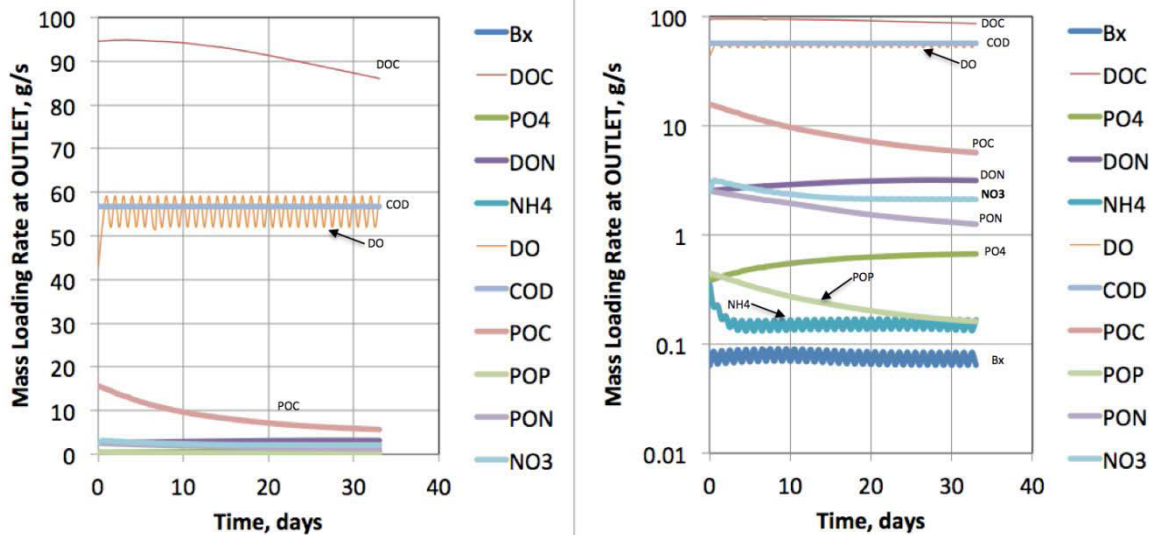 Mass Loading Rate at OUTLET, g/s
100
90
80
70
60
50
40
30
20
10
0
DOC
COD
DO
POC
0 10 20 30 40
Time, days
Bx
DOC
PO4
DON
NH4
DO
COD
POC
POP
PON
NO3
Mass Loading Rate at OUTLET, g/s
100
10
1
0.1
0.01
DOC
COD
DO
POC
DON
NO3
PON
PO4
POP
NH4
Bx
0 10 20 30 40
Time, days
Bx
DOC
PO4
DON
NH4
DO
COD
POC
POP
PON
NO3